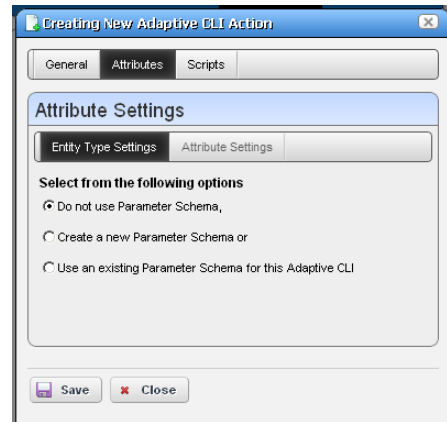 Creating New Adaptive CLI Action
General Attributes Scripts
Attribute Settings
Entity Type Settings Attribute Settings
Select from the following options
Do not use Parameter Schema,
Create a new Parameter Schema or
Use an existing Parameter Schema for this Adaptive CLI
Save Close